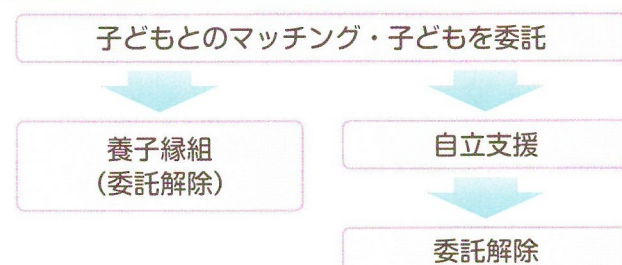 子どもとのマッチング・子どもを委託
養子縁組
（委託解除）
自立支援
委託解除